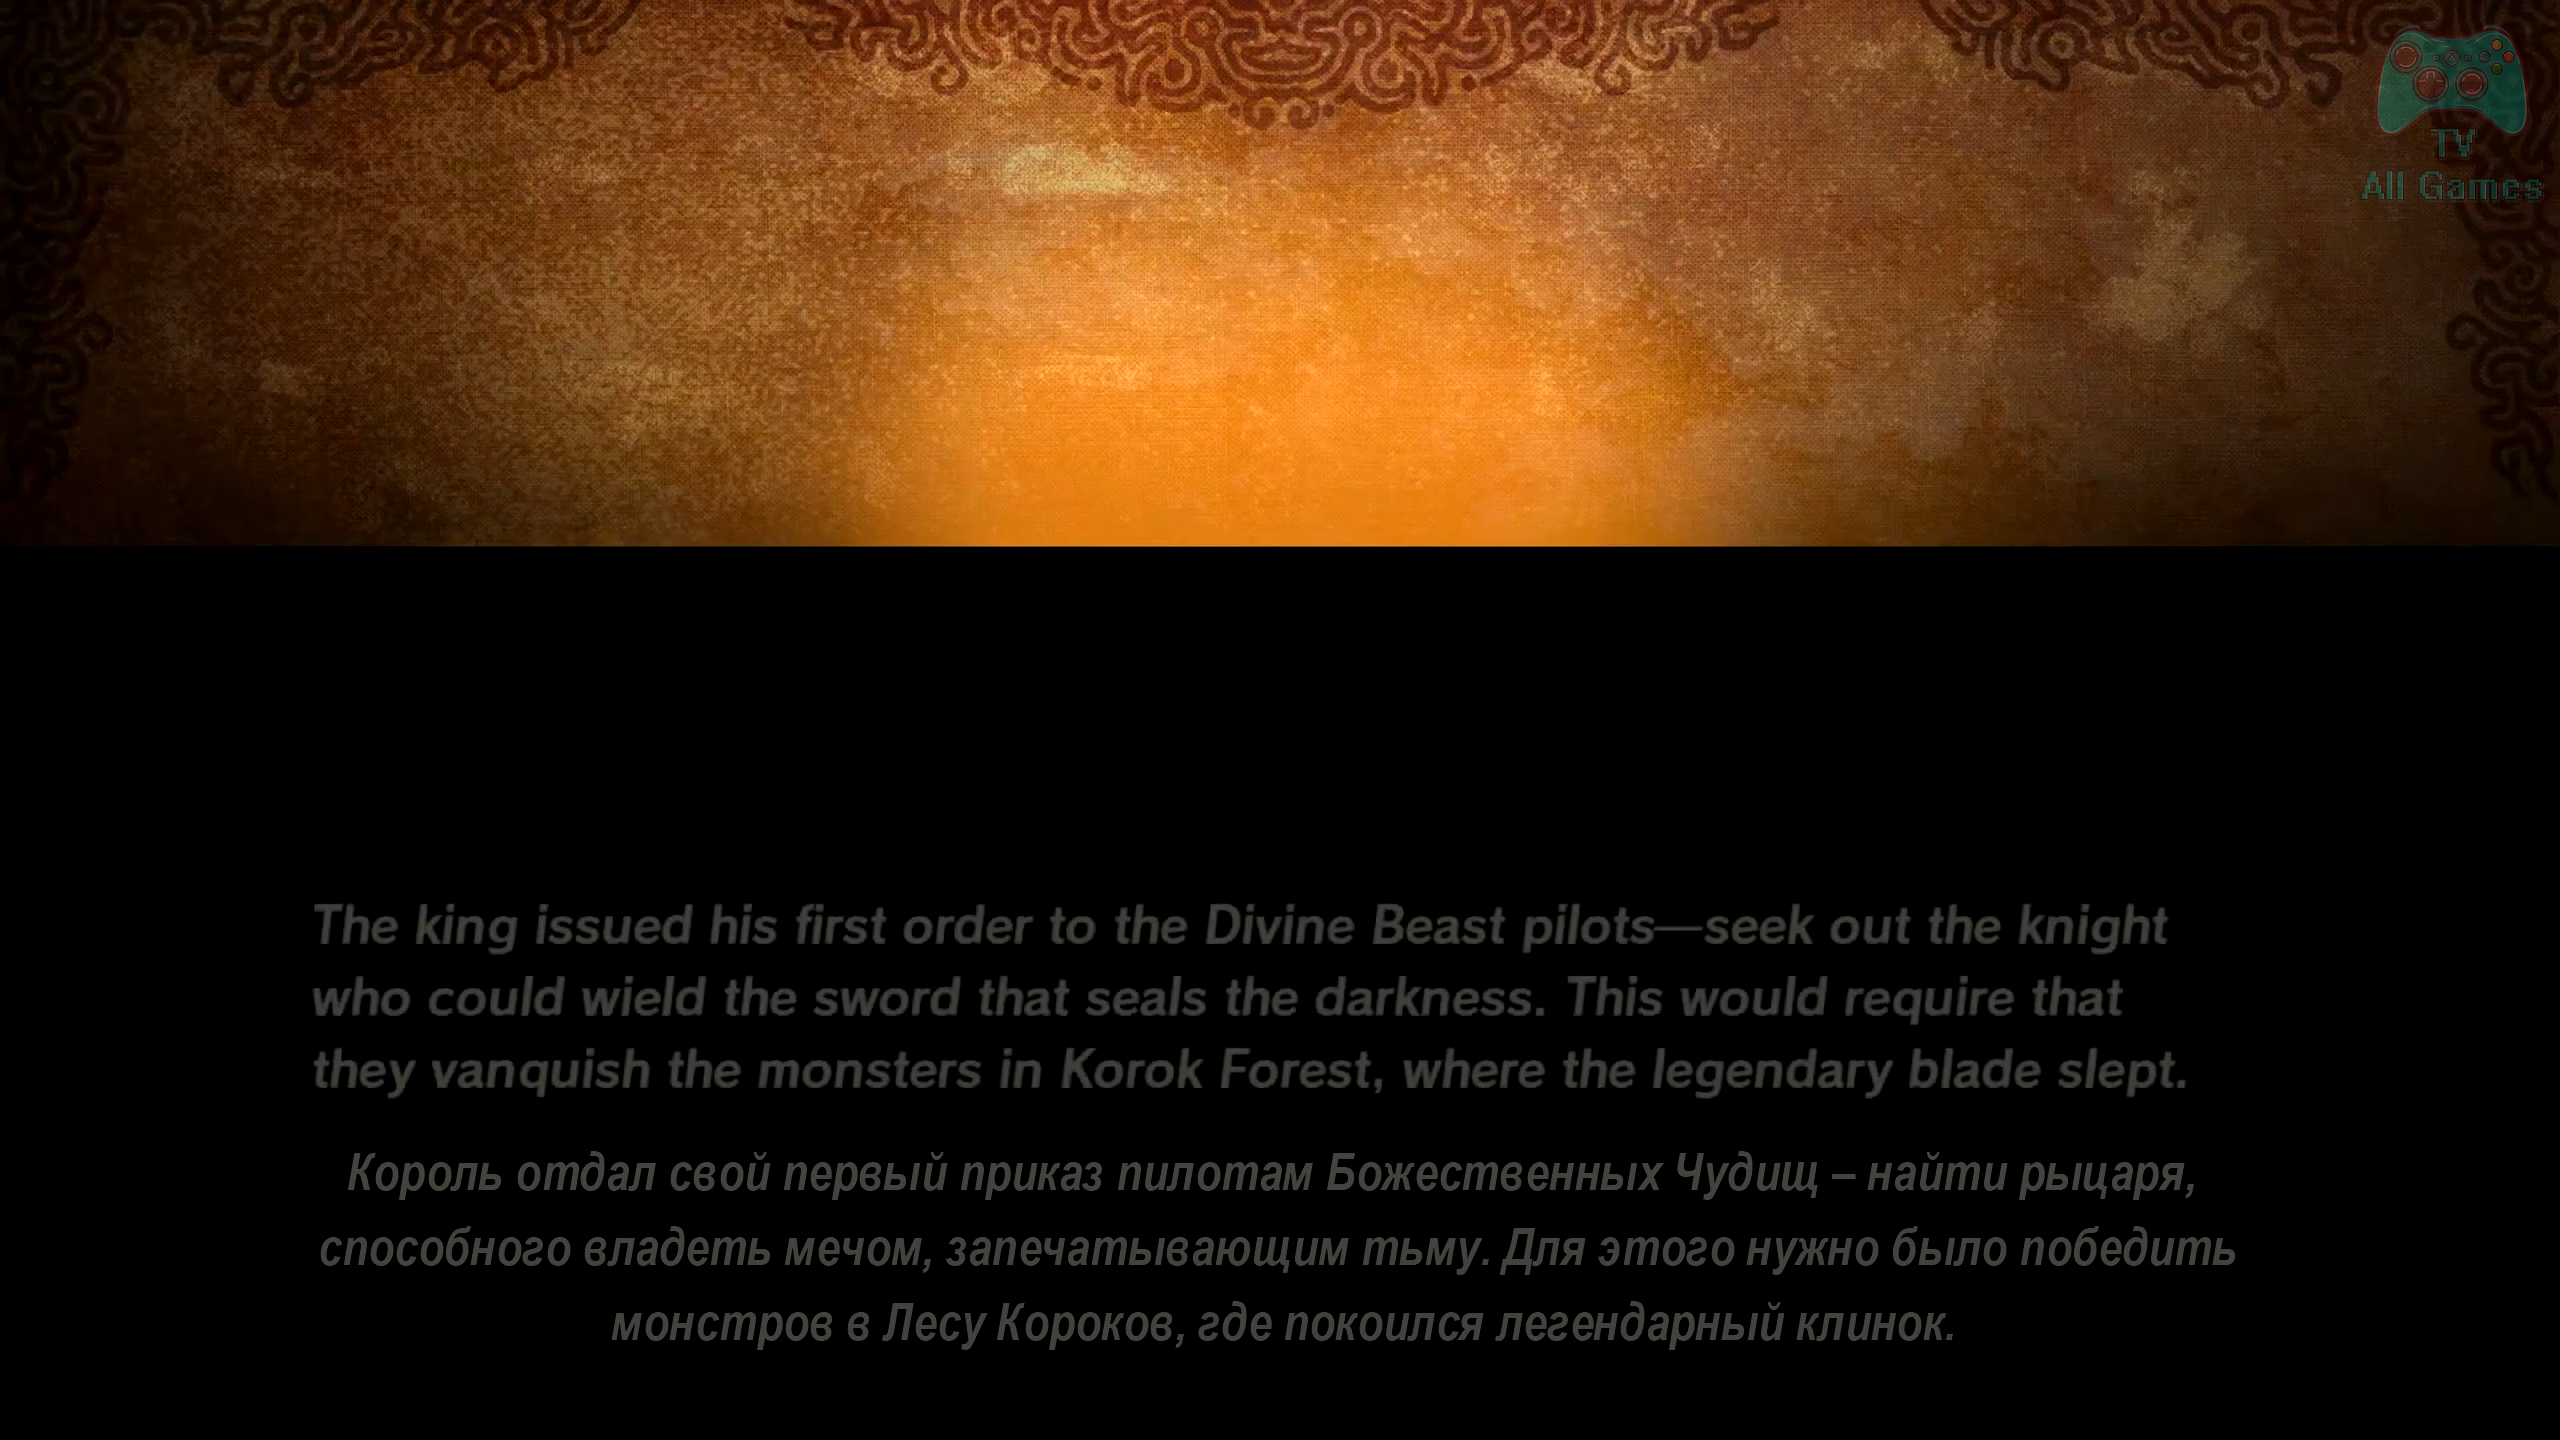 TV
All Games
The king issued his first order to the Divine Beast pilots—seek out the knight
who could wield the sword that seals the darkness. This would require that
they vanquish the monsters in Korok Forest, where the legendary blade slept.
Король отдал свой первый приказ пилотам Божественных Чудищ – найти рыцаря,
способного владеть мечом, запечатывающим тьму. Для этого нужно было победить
монстров в Лесу Короков, где покоился легендарный клинок.